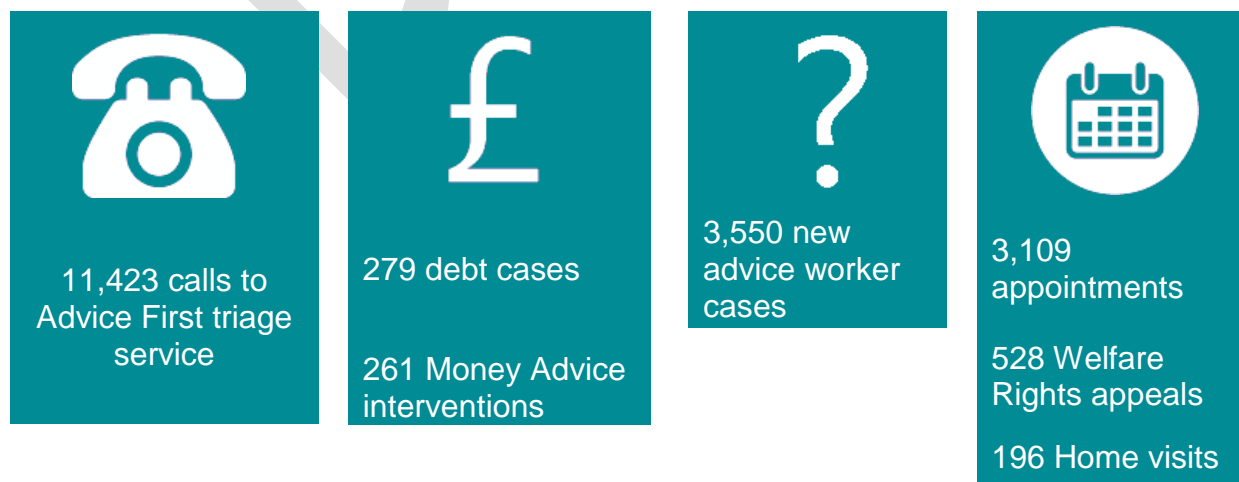 11,423 calls to
Advice First triage
service
£
279 debt cases
261 Money Advice
interventions
?
3,550 new
advice worker
cases
3,109
appointments
528 Welfare
Rights appeals
196 Home visits